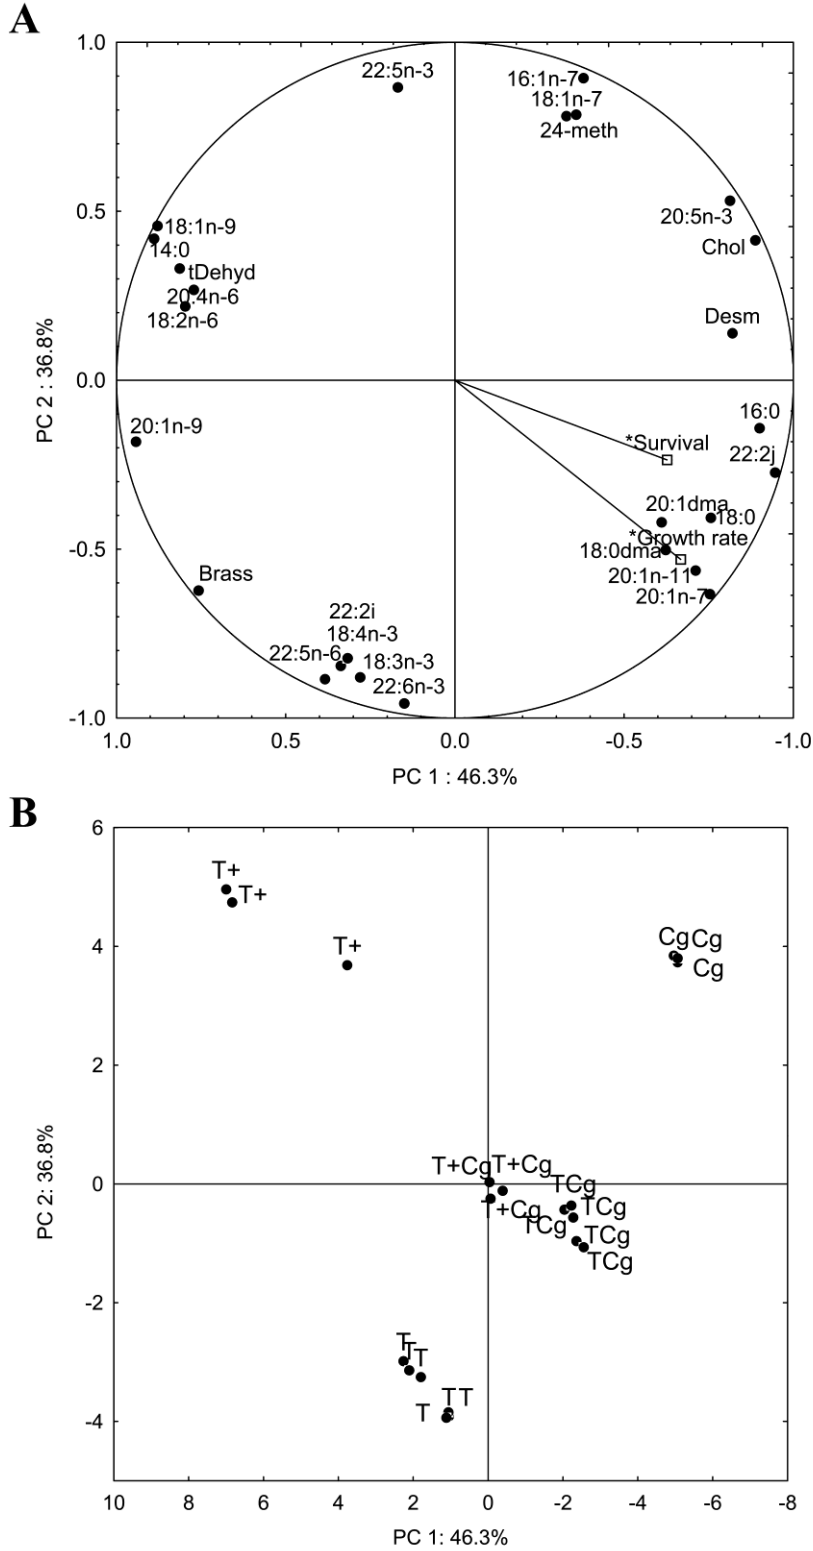 A
1.0
22:5n-3
16:1n-7
18:1n-7
24-meth
0.5
18:1n-9
14:0
tDehyd
20:4n-6
18:2n-6
20:5n-3
Chol
Desm
PC 2 : 36.8%
0.0
20:1n-9
*Survival
16:0
22:2j
20:1dma
18:0
*Growth rate
-0.5
18:0dma
20:1n-11
20:1n-7
Brass
22:2i
18:4n-3
22:5n-6
18:3n-3
22:6n-3
-1.0
1.0 0.5 0.0 -0.5 -1.0
PC 1 : 46.3%
B
6
T+
T+
T+
4
Cg Cg
Cg
2
PC 2: 36.8%
T+Cg T+Cg
0
TCg
T+Cg
TCg
TCg
TCg
TCg
-2
T
T
T
T T
T
-4
10 8 6 4 2 0 -2 -4 -6 -8
PC 1: 46.3%